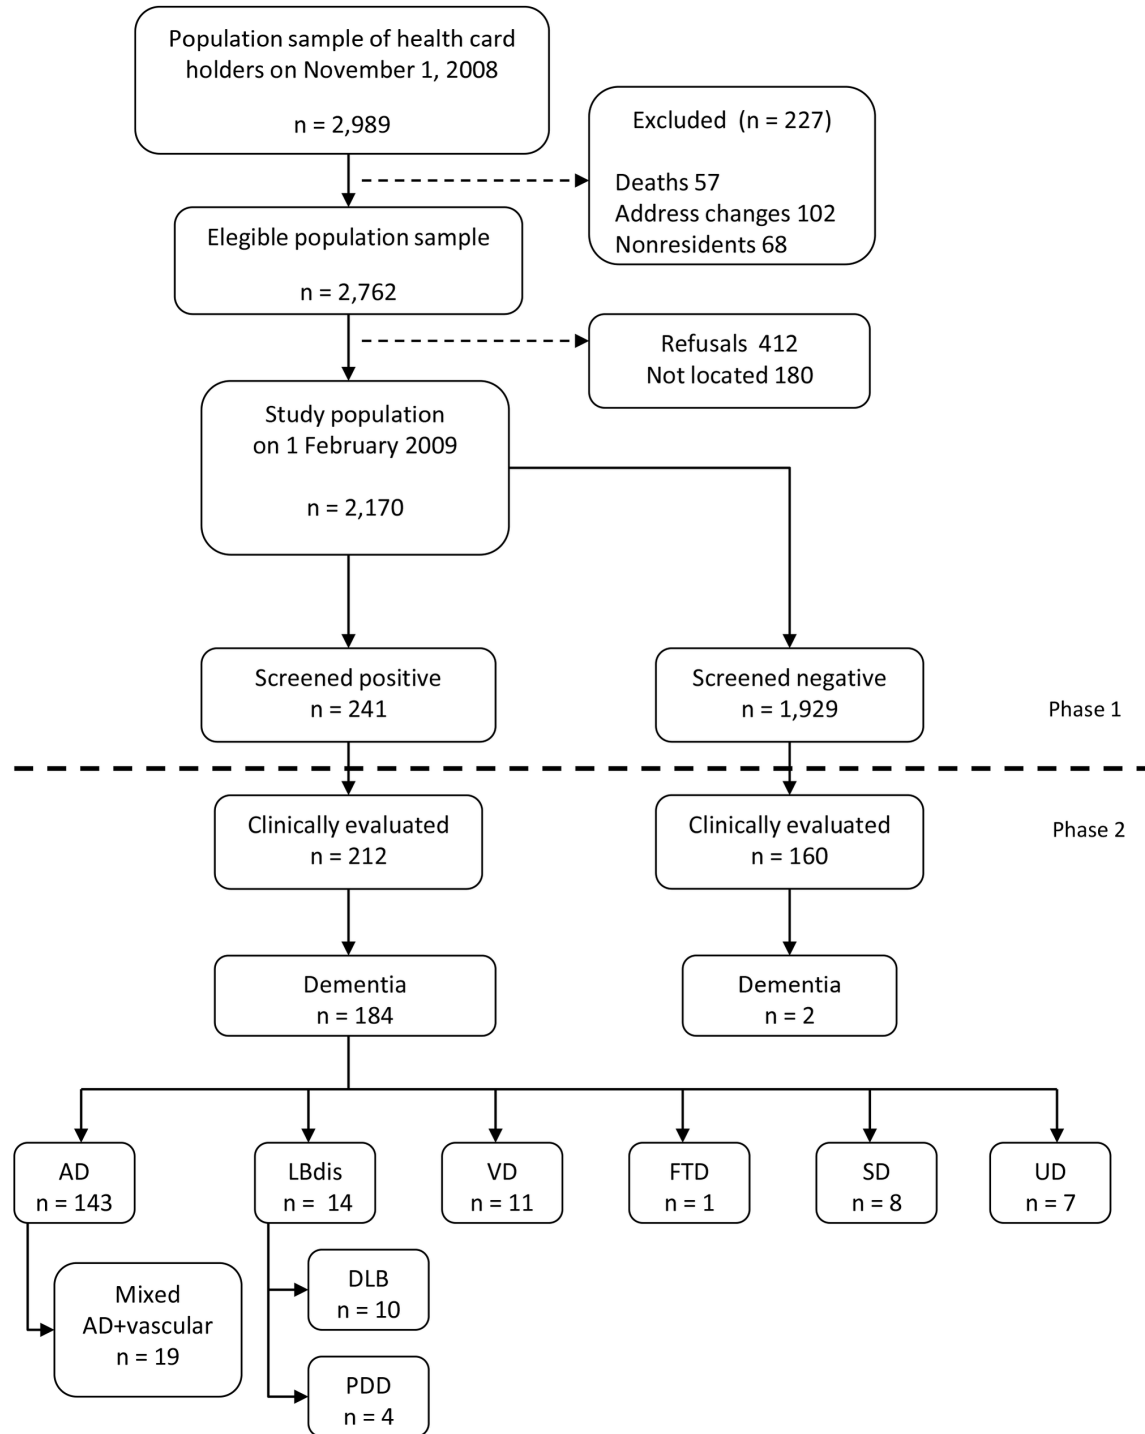 Population sample of health card
holders on November 1, 2008
n = 2,989
Excluded (n = 227)
Deaths 57
Address changes 102
Nonresidents 68
Elegible population sample
n = 2,762
Refusals 412
Not located 180
Study population
on 1 February 2009
n = 2,170
Screened positive
n = 241
Screened negative
n = 1,929
Phase 1
Clinically evaluated
n = 212
Clinically evaluated
n = 160
Phase 2
Dementia
n = 184
Dementia
n = 2
AD
n = 143
LBdis
n = 14
VD
n = 11
FTD
n = 1
SD
n = 8
UD
n = 7
Mixed
AD+vascular
n = 19
DLB
n = 10
PDD
n = 4